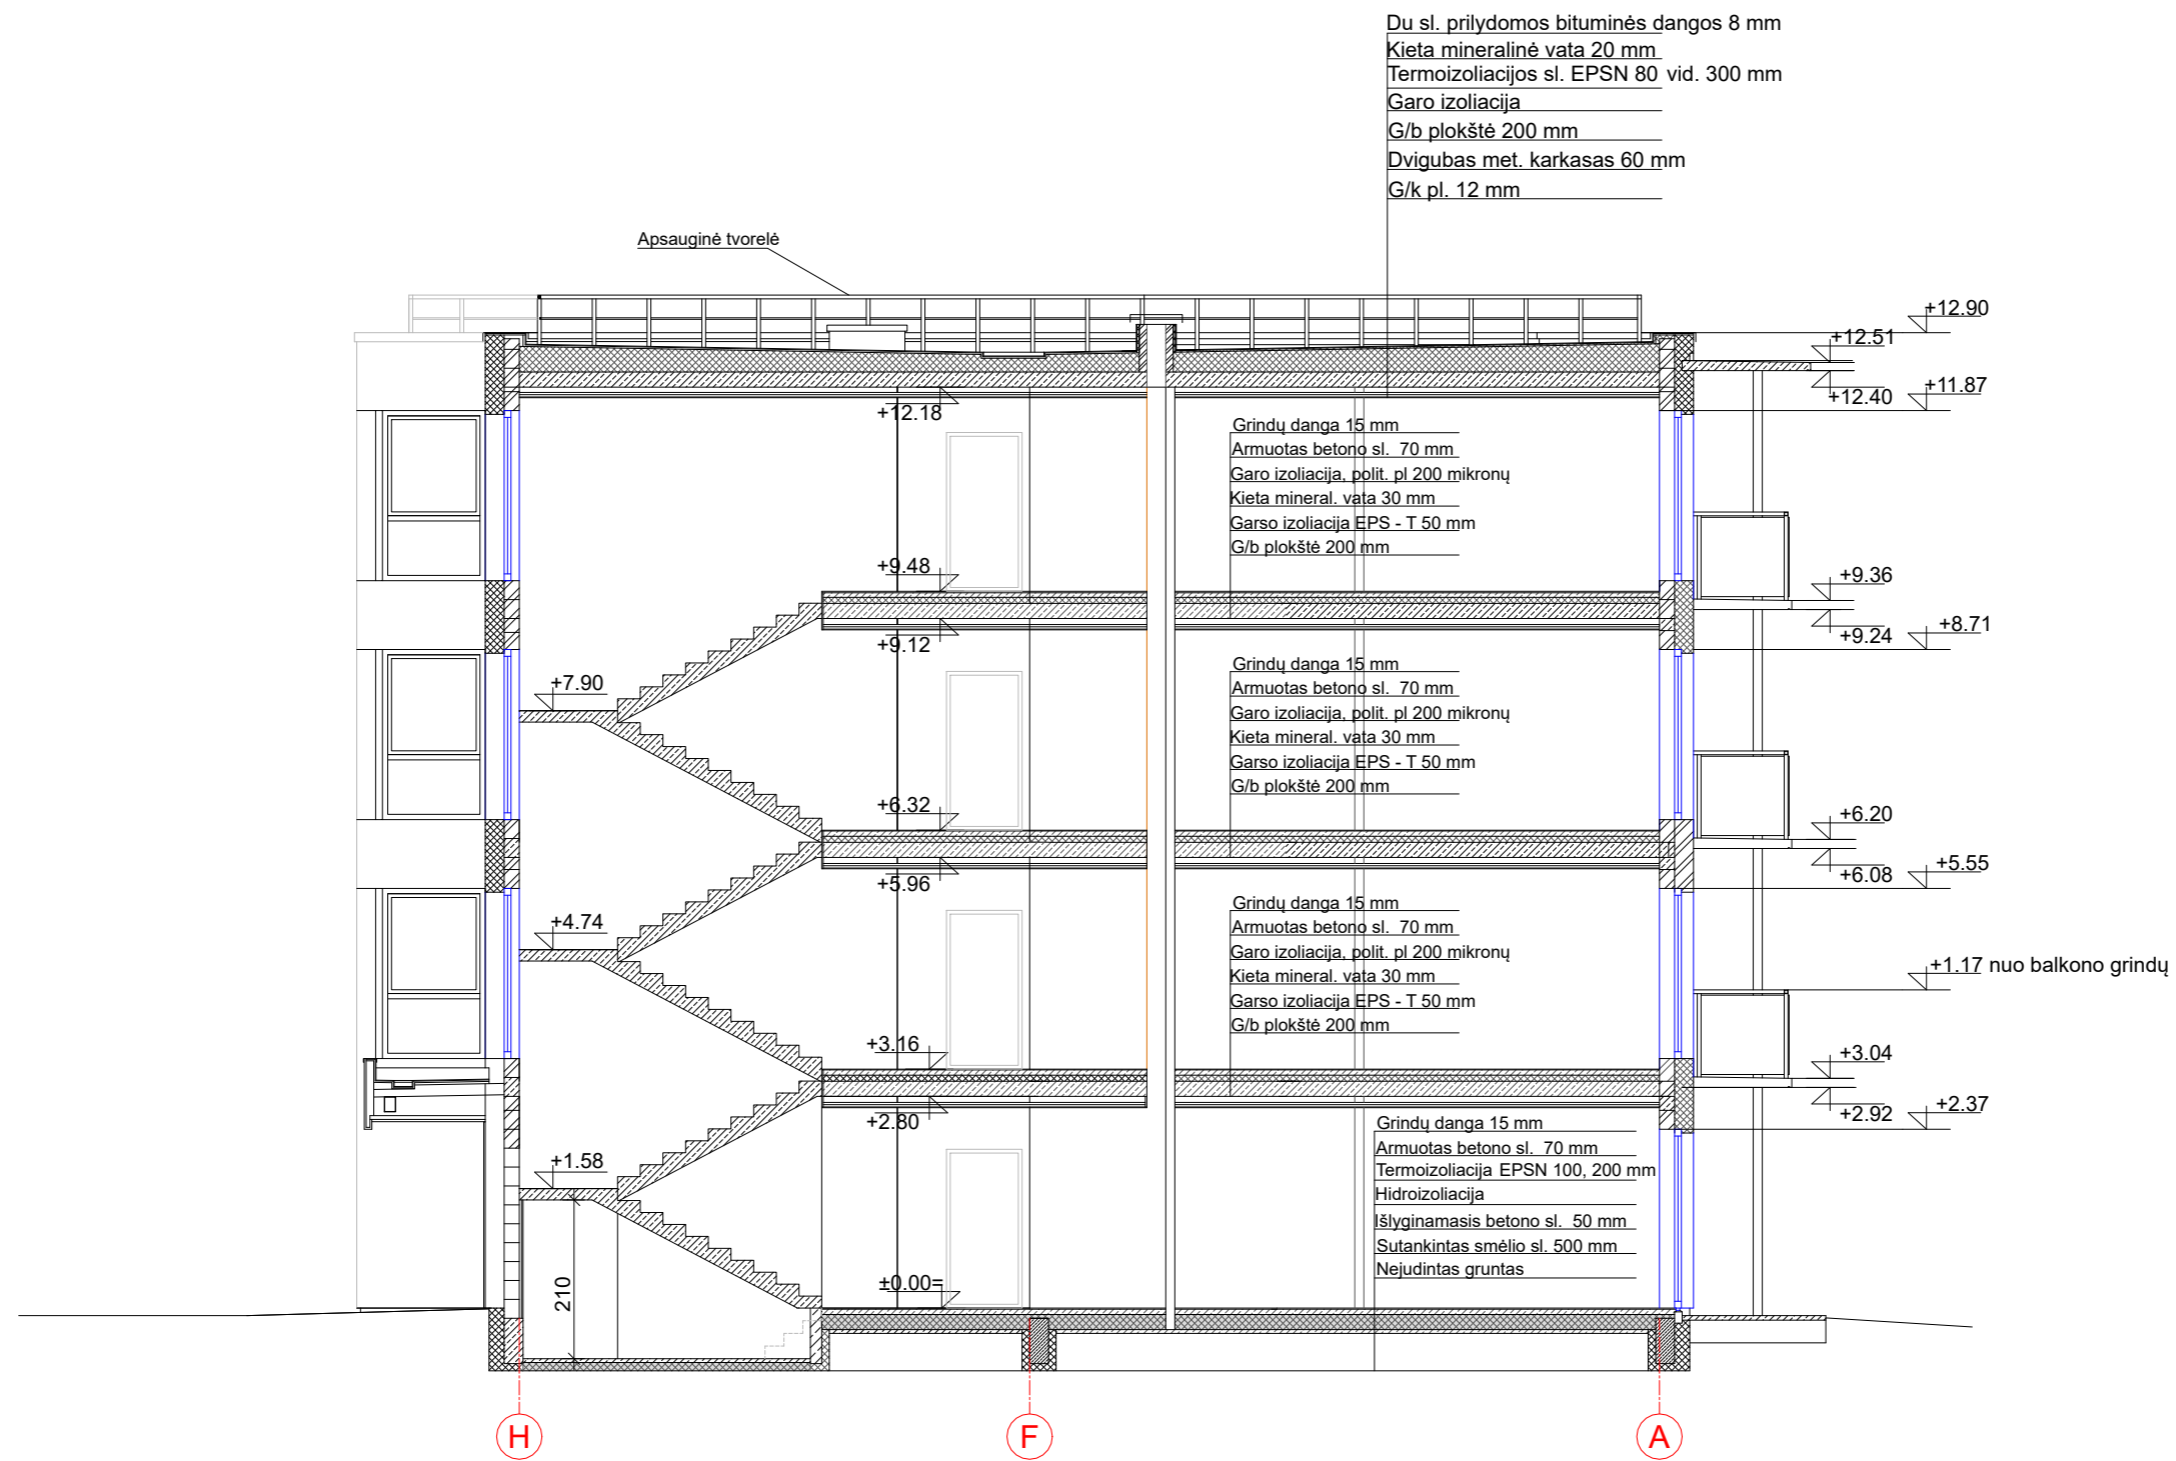 Du sl. prilydomos bituminės dangos 8 mm
Kieta mineralinė vata 20 mm
Termoizoliacijos sl. EPSN 80 vid. 300 mm
Garo izoliacija
G/b plokštė 200 mm
Dvigubas met. karkasas 60 mm
G/k pl. 12 mm
Apsauginė tvorelė
+12.90
+12.51
+11.87
+12.40
+12.18
Grindų danga 15 mm
Armuotas betono sl. 70 mm
Garo izoliacija, polit. pl 200 mikronų
Kieta mineral. vata 30 mm
Garso izoliacija EPS - T 50 mm
G/b plokštė 200 mm
+9.48
+9.36
+8.71
+9.24
+9.12
Grindų danga 15 mm
Armuotas betono sl. 70 mm
Garo izoliacija, polit. pl 200 mikronų
Kieta mineral. vata 30 mm
Garso izoliacija EPS - T 50 mm
G/b plokštė 200 mm
+7.90
+6.32
+6.20
+5.55
+6.08
+5.96
Grindų danga 15 mm
Armuotas betono sl. 70 mm
Garo izoliacija, polit. pl 200 mikronų
Kieta mineral. vata 30 mm
Garso izoliacija EPS - T 50 mm
G/b plokštė 200 mm
+4.74
+1.17 nuo balkono grindų
+3.16
+3.04
+2.37
+2.92
+2.80
Grindų danga 15 mm
Armuotas betono sl. 70 mm
Termoizoliacija EPSN 100, 200 mm
Hidroizoliacija
Išlyginamasis betono sl. 50 mm
Sutankintas smėlio sl. 500 mm
Nejudintas gruntas
+1.58
210
±0.00=
H
F
A